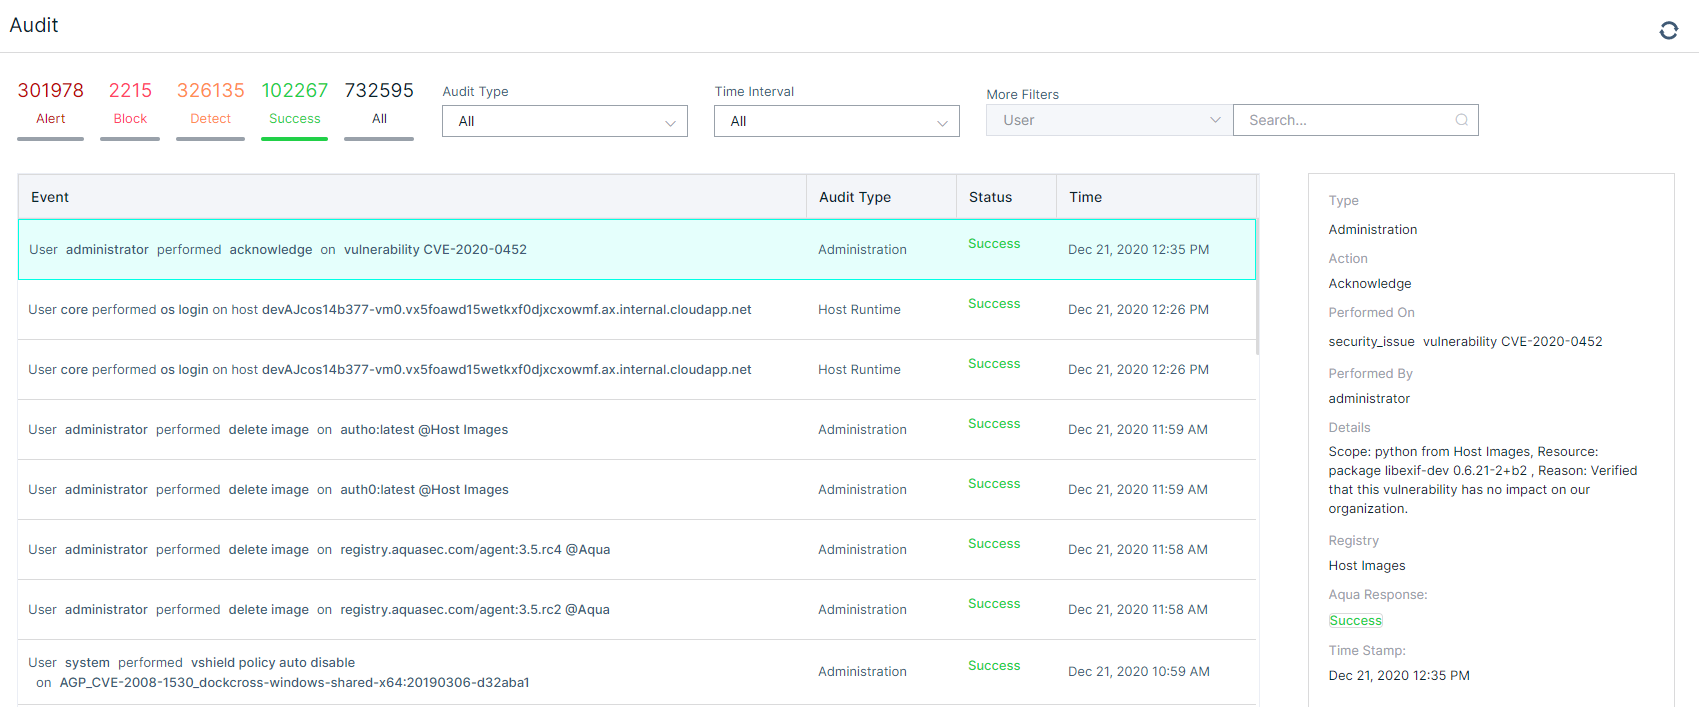 Audit
301978 2215 326135 102267 732595
Alert Block Detect Success All
Audit Type
All
Time Interval
All
More Filters
User
Search...
Event Audit Type Status Time
User administrator performed acknowledge on vulnerability CVE-2020-0452 Administration Success Dec 21, 2020 12:35 PM
User core performed os login on host devAJcos14b377-vm0.vx5foawd15wetkxf0djxcxowmf.ax.internal.cloudapp.net Host Runtime Success Dec 21, 2020 12:26 PM
User core performed os login on host devAJcos14b377-vm0.vx5foawd15wetkxf0djxcxowmf.ax.internal.cloudapp.net Host Runtime Success Dec 21, 2020 12:26 PM
User administrator performed delete image on autho:latest @Host Images Administration Success Dec 21, 2020 11:59 AM
User administrator performed delete image on auth0:latest @Host Images Administration Success Dec 21, 2020 11:59 AM
User administrator performed delete image on registry.aquasec.com/agent:3.5.rc4 @Aqua Administration Success Dec 21, 2020 11:58 AM
User administrator performed delete image on registry.aquasec.com/agent:3.5.rc2 @Aqua Administration Success Dec 21, 2020 11:58 AM
User system performed vshield policy auto disable
on AGP_CVE-2008-1530_dockcross-windows-shared-x64:20190306-d32aba1 Administration Success Dec 21, 2020 10:59 AM
Type
Administration
Action
Acknowledge
Performed On
security_issue vulnerability CVE-2020-0452
Performed By
administrator
Details
Scope: python from Host Images, Resource:
package libexif-dev 0.6.21-2+b2 , Reason: Verified
that this vulnerability has no impact on our
organization.
Registry
Host Images
Aqua Response:
Success
Time Stamp:
Dec 21, 2020 12:35 PM